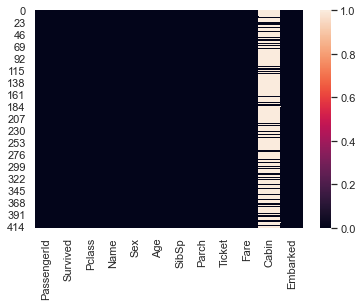 0
23
46
69
92
115
138
161
184
207
230
253
276
299
322
345
368
391
414
1.0
0.8
0.6
0.4
0.2
0.0
PassengerId
Survived
Pclass
Name
Sex
Age
SibSp
Parch
Ticket
Fare
Cabin
Embarked